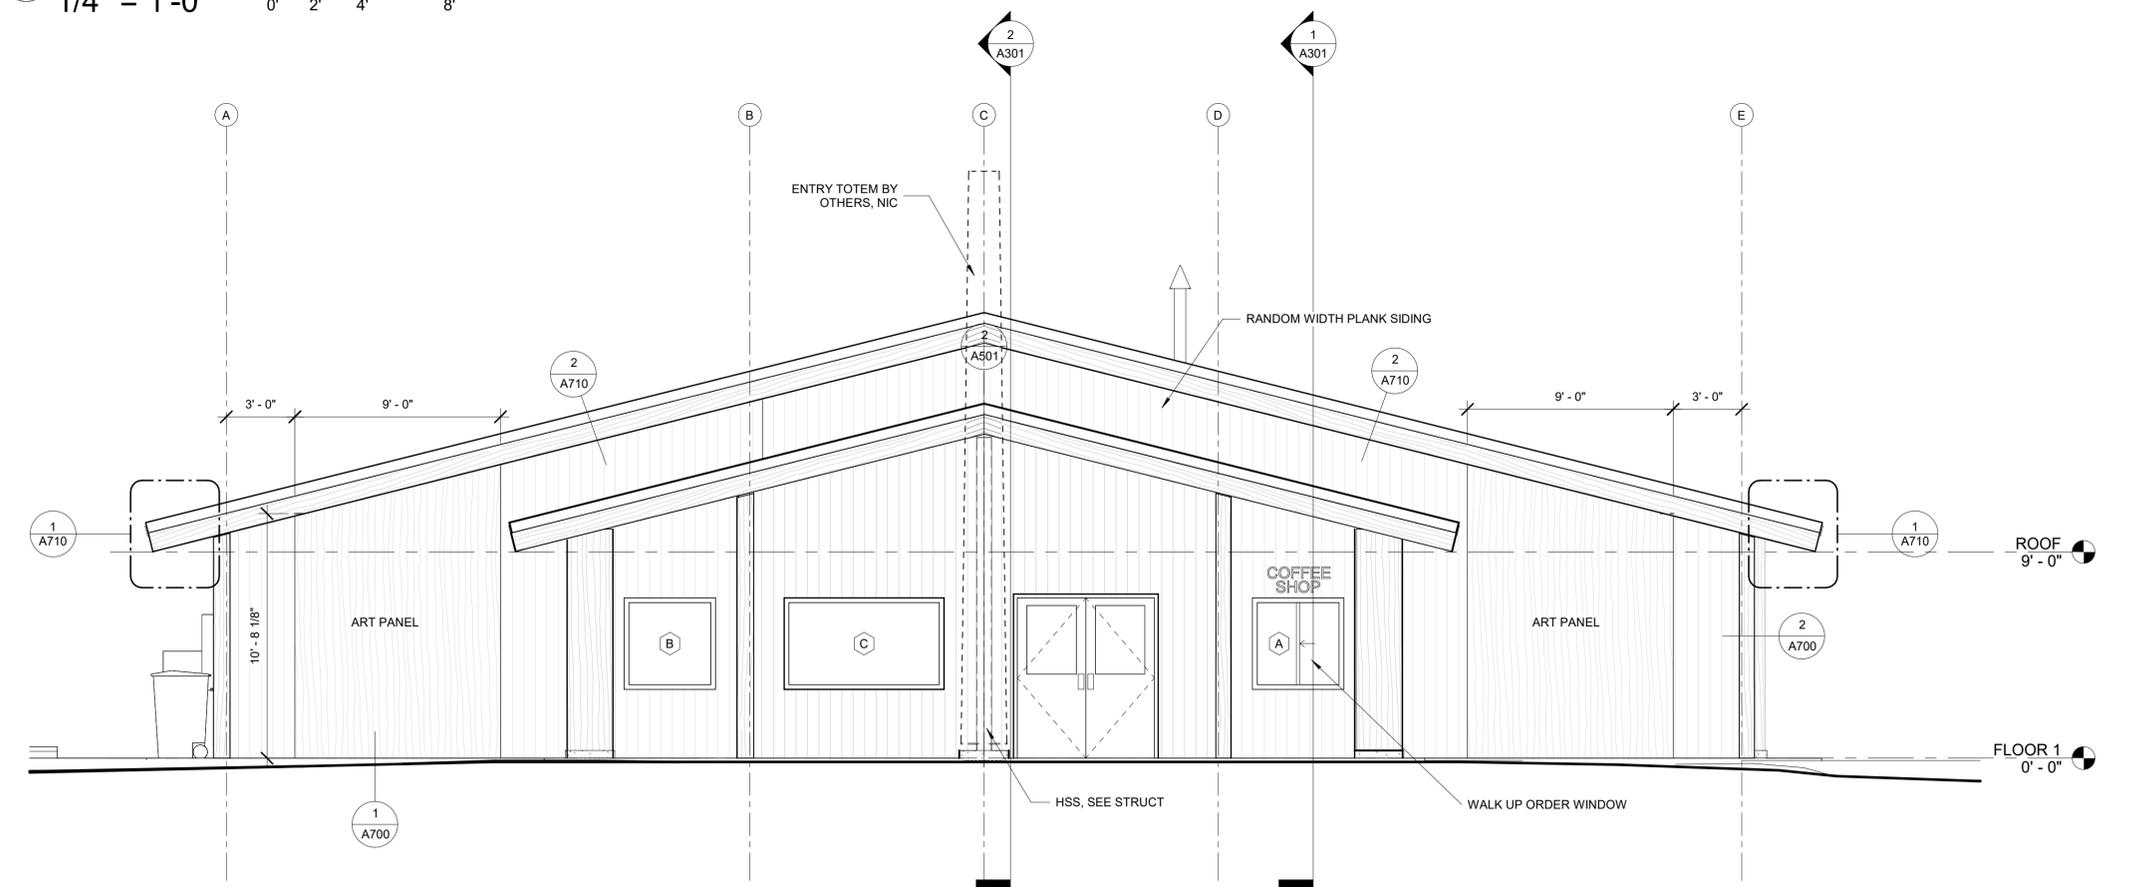 1/4" = 1'-0"
0' 2' 4' 8'
2
A301
1
A301
A B C D E
ENTRY TOTEM BY
OTHERS, NIC
RANDOM WIDTH PLANK SIDING
2
A501
2
A710
2
A710
3' - 0" 9' - 0"
9' - 0" 3' - 0"
1
A710
1
A710
ROOF
9' - 0"
COFFEE
SHOP
10' - 8 1/8"
ART PANEL
ART PANEL
B C A
2
A700
FLOOR 1
0' - 0"
HSS, SEE STRUCT
WALK UP ORDER WINDOW
1
A700